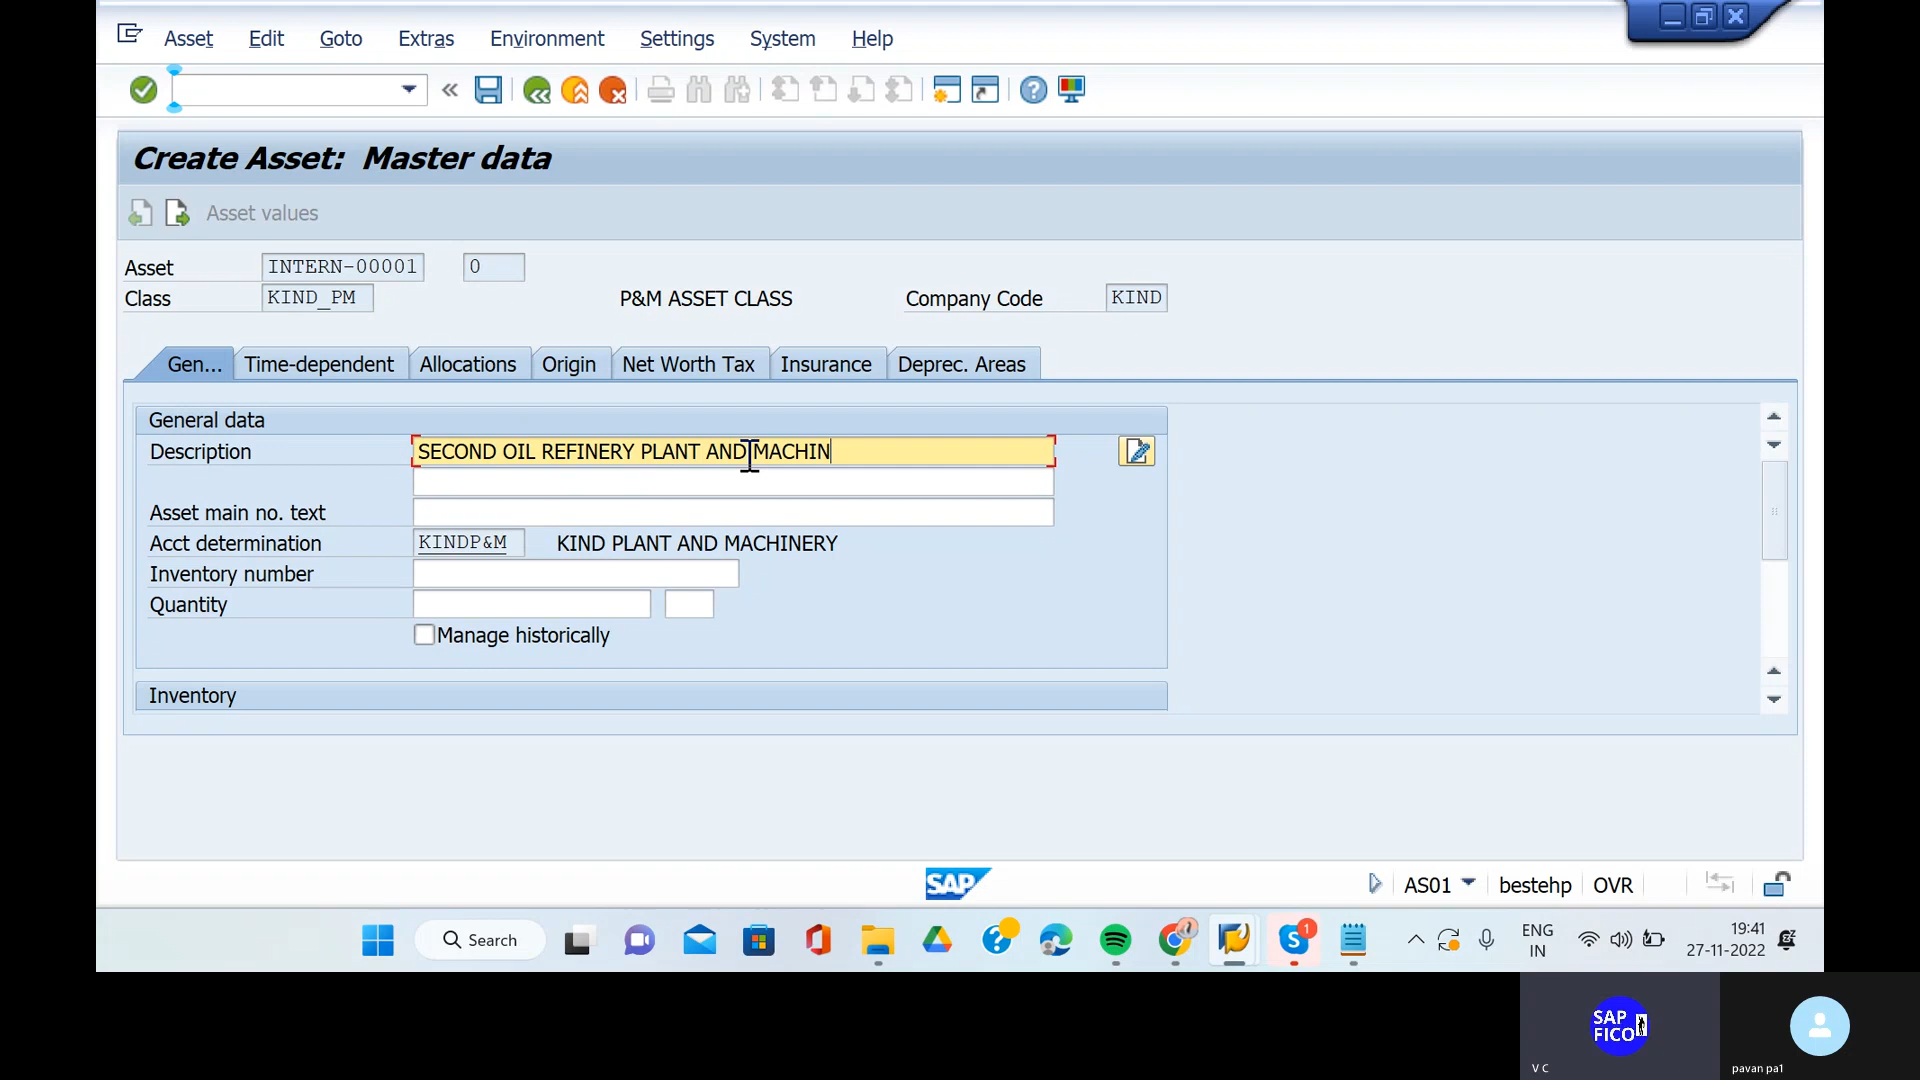 Asset Edit Goto Extras Environment Settings System Help
Create Asset: Master data
Asset values
Asset INTERN-00001 0
Class KIND_PM P&M ASSET CLASS Company Code KIND
Gen... Time-dependent Allocations Origin Net Worth Tax Insurance Deprec. Areas
General data
Description SECOND OIL REFINERY PLANT AND MACHIN
Asset main no. text
Acct determination KINDP&M KIND PLANT AND MACHINERY
Inventory number
Quantity
Manage historically
Inventory
SAP AS01 bestehp OVR
Search 1 ENG 19:41
IN 27-11-2022
SAP
FICO
V C pavan pa1